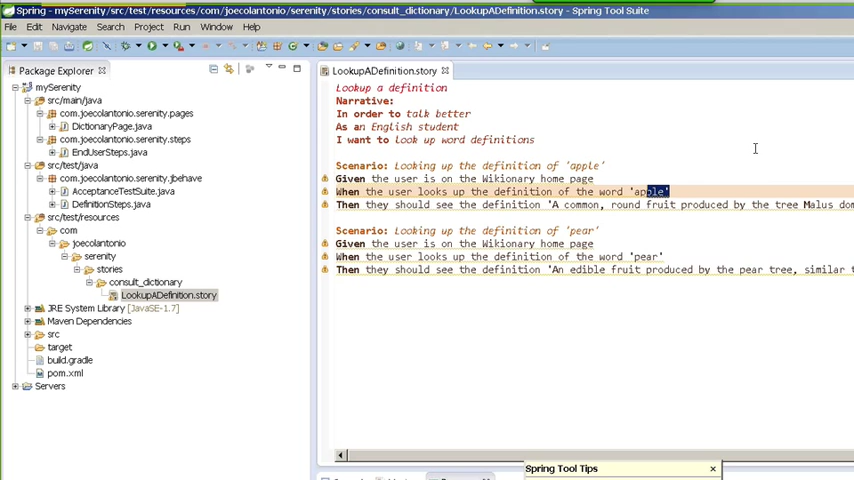 Spring - mySerenity/src/test/resources/com/joecolantonio/serenity/stories/consult_dictionary/LookupADefinition.story - Spring Tool Suite
File Edit Navigate Search Project Run Window Help
Package Explorer
mySerenity
src/main/java
com.joecolantonio.serenity.pages
DictionaryPage.java
com.joecolantonio.serenity.steps
EndUserSteps.java
src/test/java
com.joecolantonio.serenity.jbehave
AcceptanceTestSuite.java
DefinitionSteps.java
src/test/resources
com
joecolantonio
serenity
stories
consult_dictionary
LookupADefinition.story
JRE System Library [JavaSE-1.7]
Maven Dependencies
src
target
build.gradle
pom.xml
Servers
LookupADefinition.story
Lookup a definition
Narrative:
In order to talk better
As an English student
I want to look up word definitions
Scenario: Looking up the definition of 'apple'
Given the user is on the Wikionary home page
When the user looks up the definition of the word 'apple'
Then they should see the definition 'A common, round fruit produced by the tree Malus dom
Scenario: Looking up the definition of 'pear'
Given the user is on the Wikionary home page
When the user looks up the definition of the word 'pear'
Then they should see the definition 'An edible fruit produced by the pear tree, similar t
Spring Tool Tips